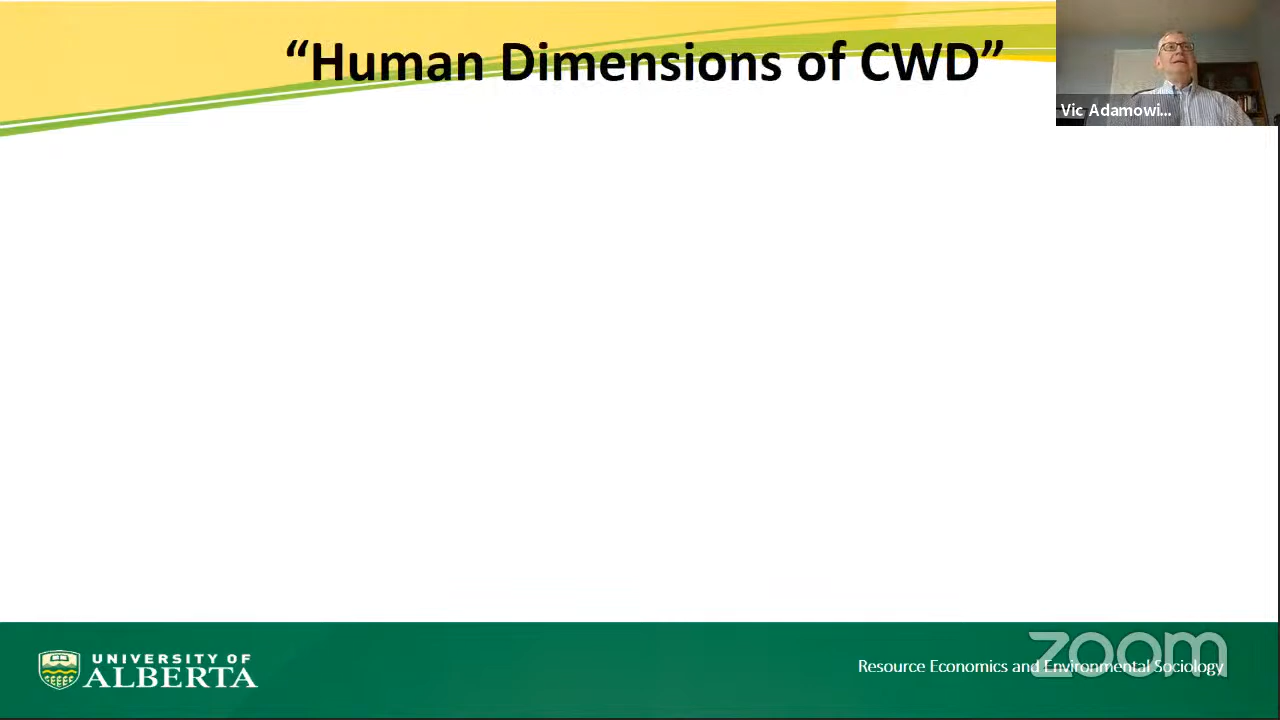 “Human Dimensions of CWD”
Vic Adamowi...
UNIVERSITY OF
ALBERTA
Resource Economics and Environmental Sociology
zoom